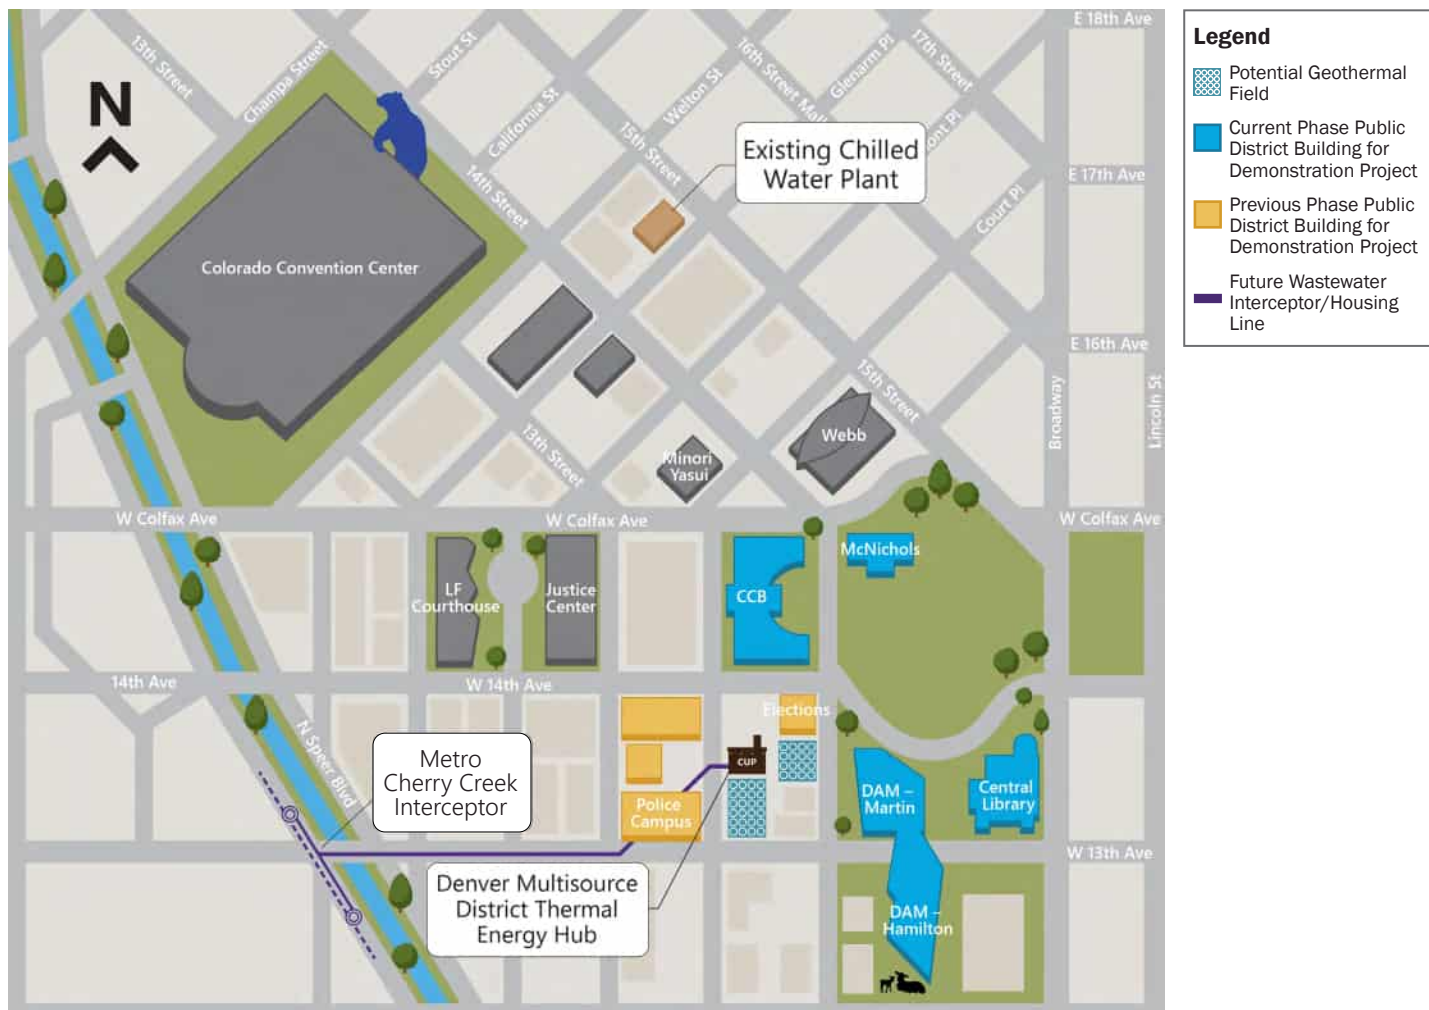 E 18th Ave
13th Street
Champa Street
Stout St
California St
Welton St
16th Street Mall
Glenarm Pl
17th Street
15th Street
14th Street
N
Existing Chilled
Water Plant
E 17th Ave
Court Pl
Colorado Convention Center
E 16th Ave
15th Street
Broadway
Lincoln St
Webb
13th Street
Minori
Yasui
W Colfax Ave
W Colfax Ave
W Colfax Ave
McNichols
LF
Courthouse
Justice
Center
CCB
14th Ave
W 14th Ave
Elections
N Speer Blvd
Metro
Cherry Creek
Interceptor
CUP
Police
Campus
DAM –
Martin
Central
Library
W 13th Ave
Denver Multisource
District Thermal
Energy Hub
DAM –
Hamilton
Legend
Potential Geothermal
Field
Current Phase Public
District Building for
Demonstration Project
Previous Phase Public
District Building for
Demonstration Project
Future Wastewater
Interceptor/Housing
Line